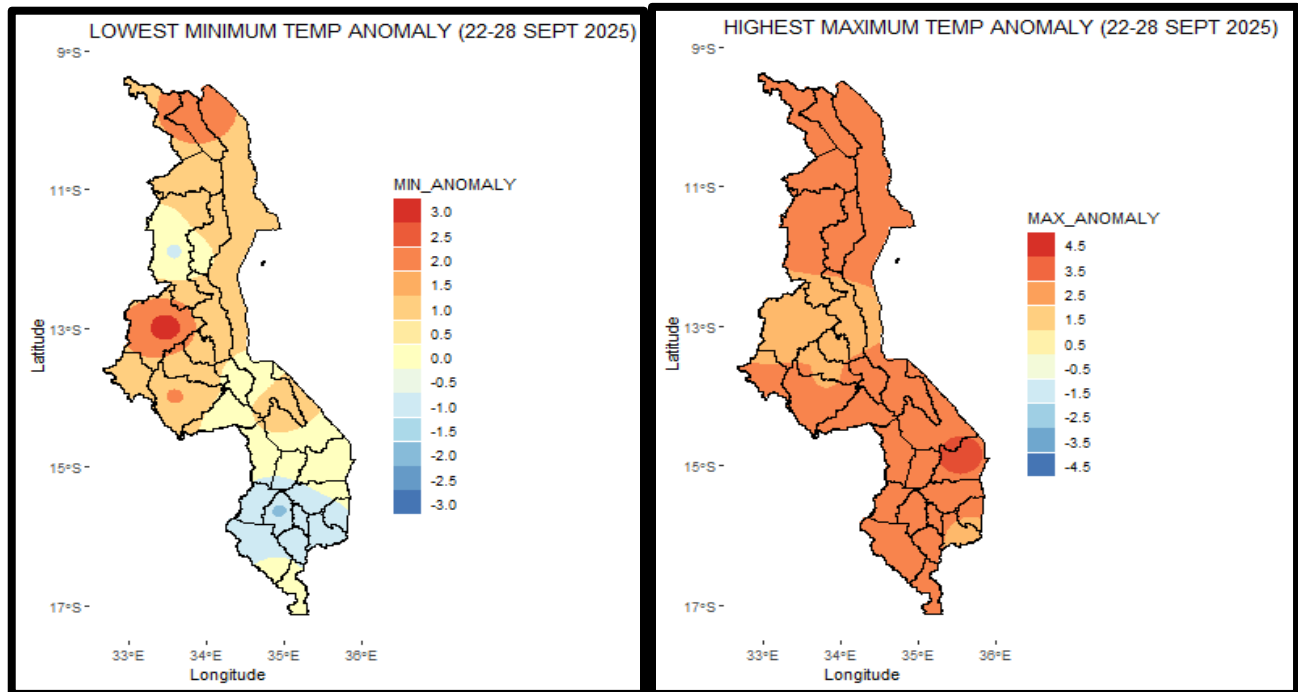 LOWEST MINIMUM TEMP ANOMALY (22-28 SEPT 2025)
9°S
11°S
13°S
15°S
17°S
Latitude
33°E 34°E 35°E 36°E
Longitude
MIN_ANOMALY
3.0
2.5
2.0
1.5
1.0
0.5
0.0
-0.5
-1.0
-1.5
-2.0
-2.5
-3.0
HIGHEST MAXIMUM TEMP ANOMALY (22-28 SEPT 2025)
9°S
11°S
13°S
15°S
17°S
Latitude
33°E 34°E 35°E 36°E
Longitude
MAX_ANOMALY
4.5
3.5
2.5
1.5
0.5
-0.5
-1.5
-2.5
-3.5
-4.5